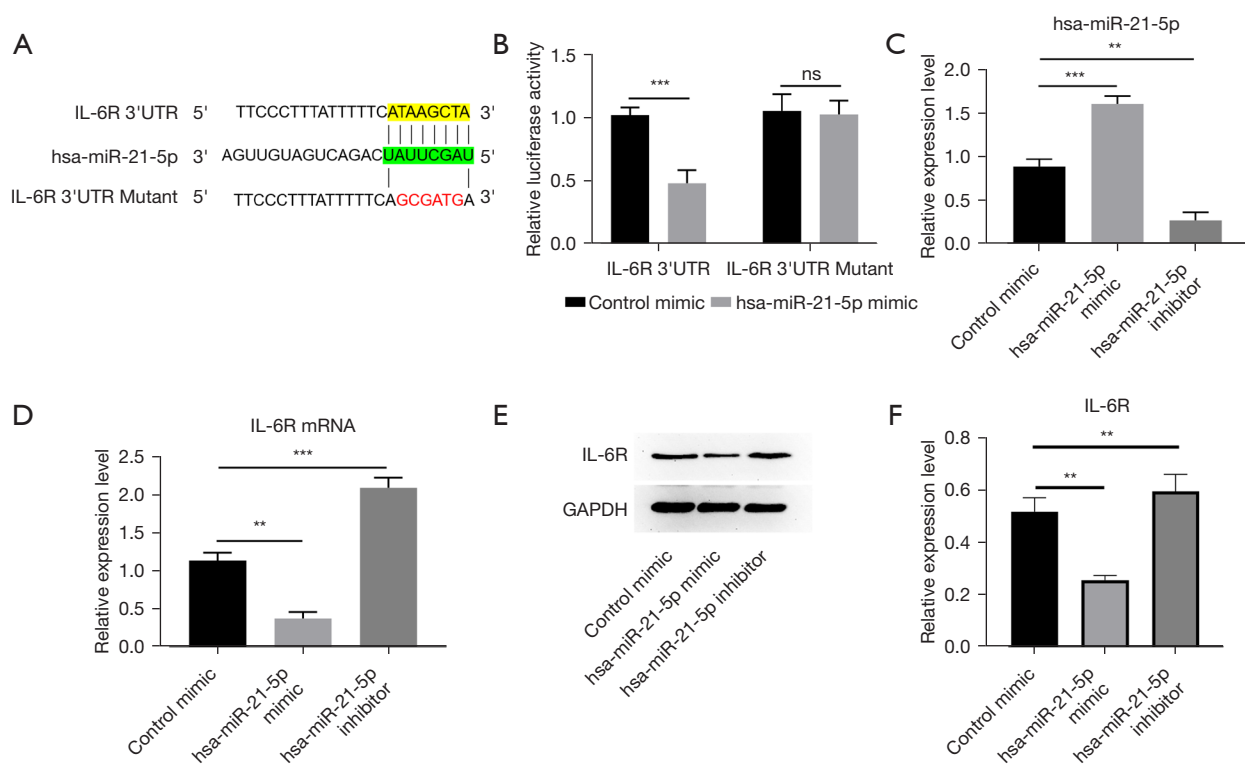 A
IL-6R 3'UTR 5' TTCCCTTTATTTTTCATAAGCTA 3'
hsa-miR-21-5p 3' AGUUGUAGUCAGACUAUUCGAU 5'
IL-6R 3'UTR Mutant 5' TTCCCTTTATTTTTCAGCGATGA 3'
B
Relative luciferase activity
1.5
1.0
0.5
0.0
***
ns
IL-6R 3'UTR IL-6R 3'UTR Mutant
Control mimic hsa-miR-21-5p mimic
C
hsa-miR-21-5p
Relative expression level
2.0
1.5
1.0
0.5
0.0
**
***
Control mimic
hsa-miR-21-5p
mimic
hsa-miR-21-5p
inhibitor
D
IL-6R mRNA
Relative expression level
2.5
2.0
1.5
1.0
0.5
0.0
***
**
Control mimic
hsa-miR-21-5p
mimic
hsa-miR-21-5p
inhibitor
E
IL-6R
GAPDH
Control mimic
hsa-miR-21-5p mimic
hsa-miR-21-5p inhibitor
F
IL-6R
Relative expression level
0.8
0.6
0.4
0.2
0.0
**
**
Control mimic
hsa-miR-21-5p
mimic
hsa-miR-21-5p
inhibitor